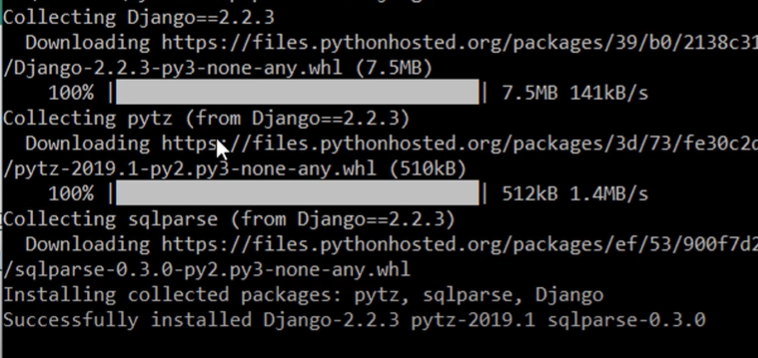 Collecting Django==2.2.3
Downloading https://files.pythonhosted.org/packages/39/b0/2138c31
/Django-2.2.3-py3-none-any.whl (7.5MB)
100% |████████████████████████████████| 7.5MB 141kB/s
Collecting pytz (from Django==2.2.3)
Downloading https://files.pythonhosted.org/packages/3d/73/fe30c2d
/pytz-2019.1-py2.py3-none-any.whl (510kB)
100% |████████████████████████████████| 512kB 1.4MB/s
Collecting sqlparse (from Django==2.2.3)
Downloading https://files.pythonhosted.org/packages/ef/53/900f7d2
/sqlparse-0.3.0-py2.py3-none-any.whl
Installing collected packages: pytz, sqlparse, Django
Successfully installed Django-2.2.3 pytz-2019.1 sqlparse-0.3.0